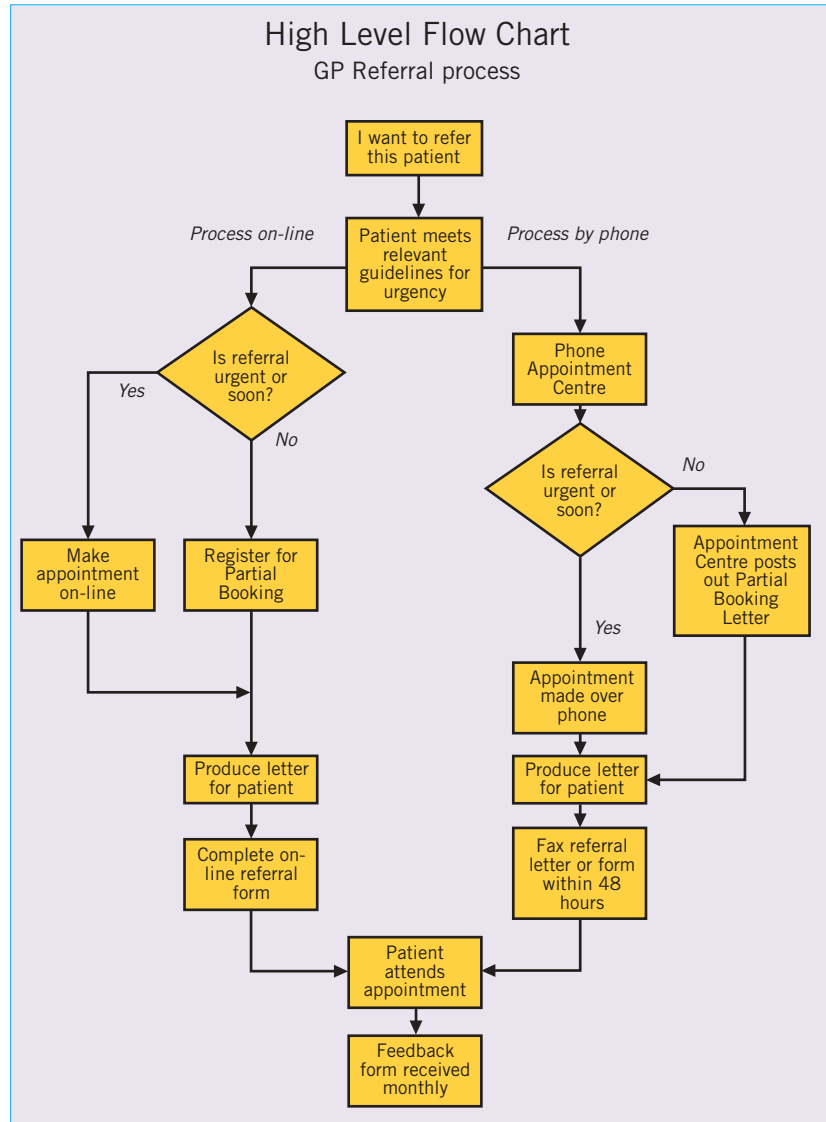 High Level Flow Chart
GP Referral process
I want to refer
this patient
Process on-line
Process by phone
Patient meets
relevant
guidelines for
urgency
Is referral
urgent or
soon?
Yes
No
Make
appointment
on-line
Register for
Partial
Booking
Produce letter
for patient
Complete on-
line referral
form
Phone
Appointment
Centre
Is referral
urgent or
soon?
No
Yes
Appointment
Centre posts
out Partial
Booking
Letter
Appointment
made over
phone
Produce letter
for patient
Fax referral
letter or form
within 48
hours
Patient
attends
appointment
Feedback
form received
monthly